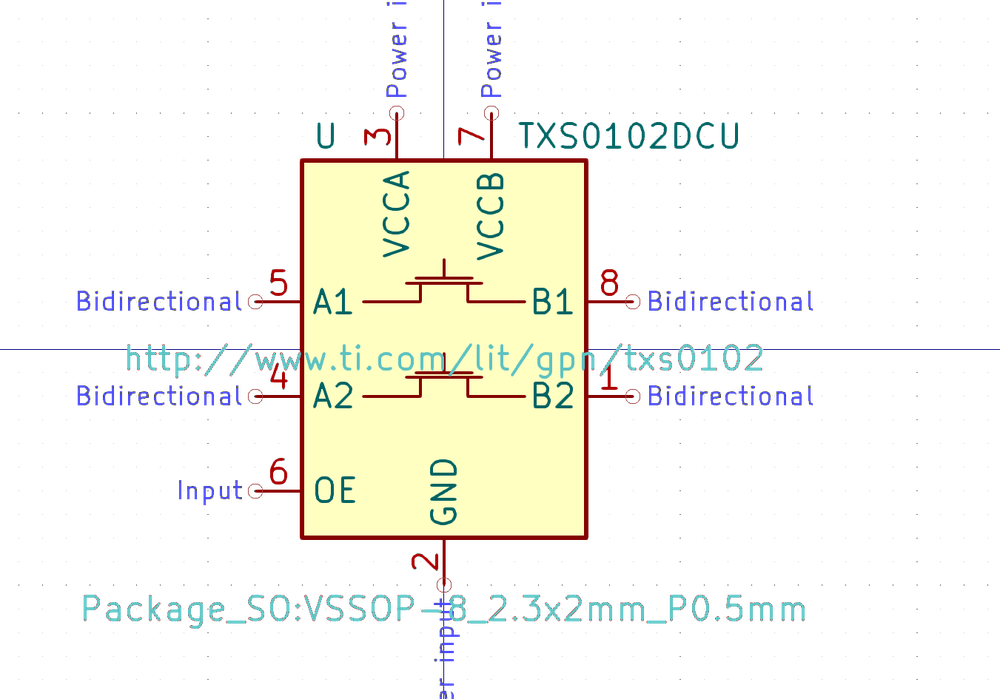 Power i
Power i
U
3
7
TXS0102DCU
VCCA
VCCB
5
8
Bidirectional
A1
B1
Bidirectional
http://www.ti.com/lit/gpn/txs0102
4
1
Bidirectional
A2
B2
Bidirectional
6
Input
OE
GND
2
Package_SO:VSSOP-8_2.3x2mm_P0.5mm
er input